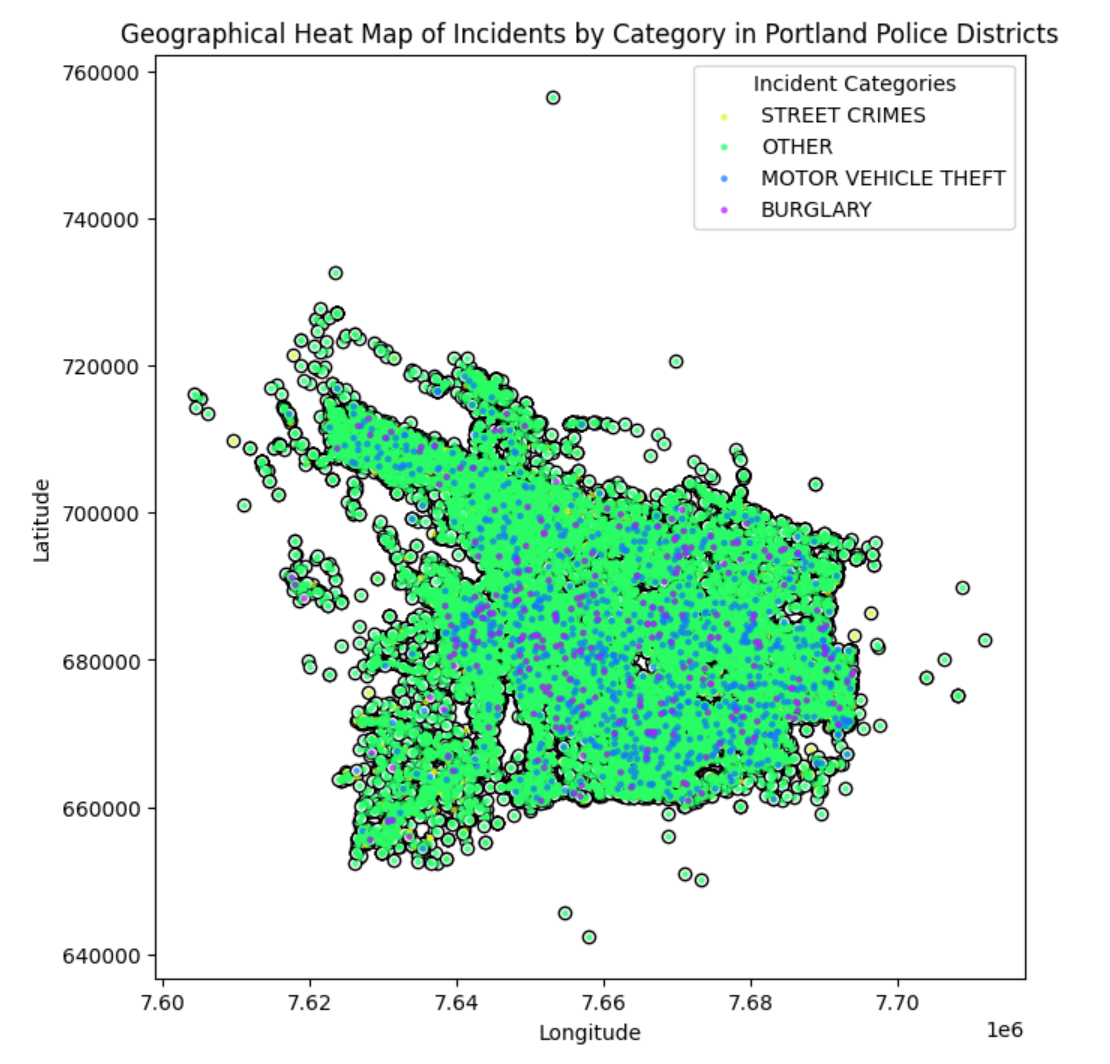 Geographical Heat Map of Incidents by Category in Portland Police Districts
760000
740000
720000
700000
680000
660000
640000
Latitude
Incident Categories
STREET CRIMES
OTHER
MOTOR VEHICLE THEFT
BURGLARY
7.60 7.62 7.64 7.66 7.68 7.70
1e6
Longitude